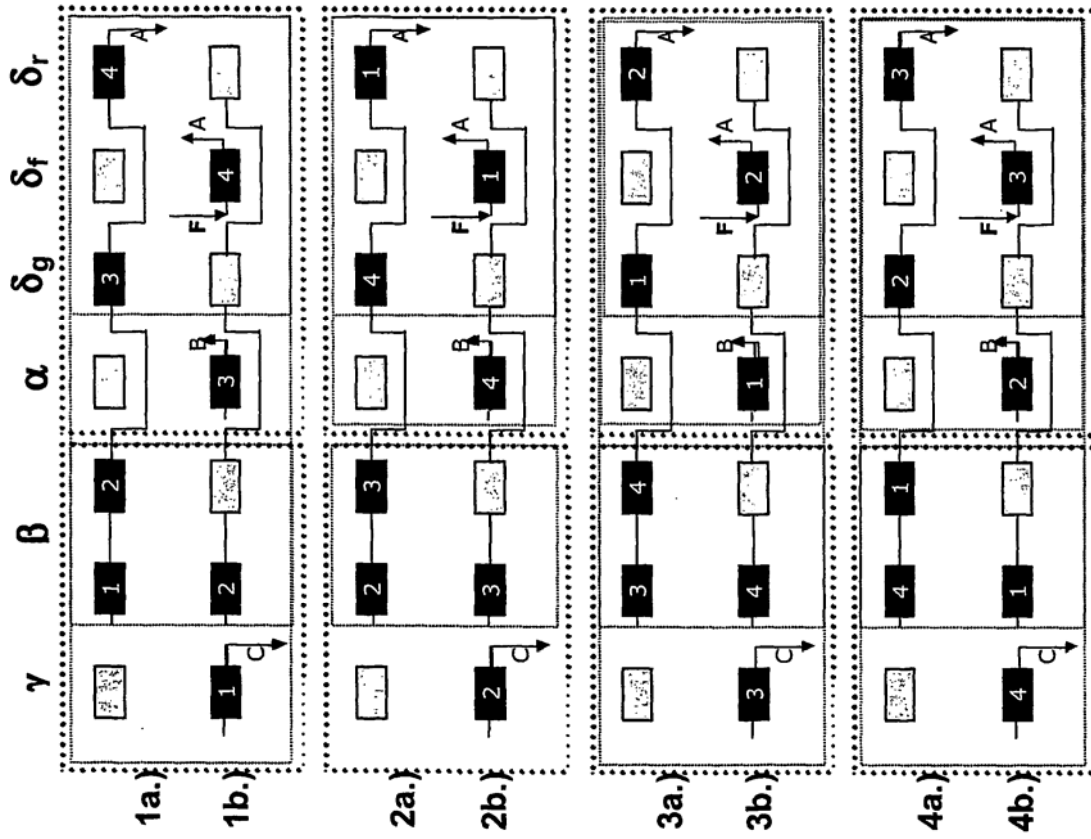 γ β α δg δf δr
1a.) 1 2 3 4 A
1b.) 1 C 2 3 B F 4 A
2a.) 2 3 4 1 A
2b.) 2 C 3 4 B F 1 A
3a.) 3 4 1 2 A
3b.) 3 C 4 1 B F 2 A
4a.) 4 1 2 3 A
4b.) 4 C 1 2 B F 3 A